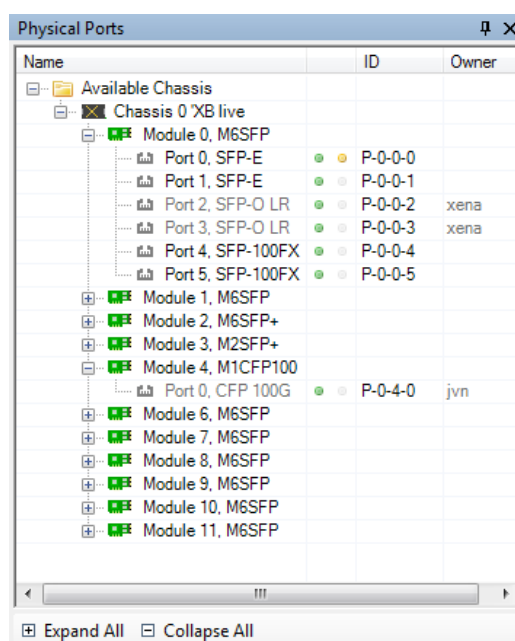 Physical Ports
Name ID Owner
Available Chassis
Chassis 0 'XB live
Module 0, M6SFP
Port 0, SFP-E P-0-0-0
Port 1, SFP-E P-0-0-1
Port 2, SFP-O LR P-0-0-2 xena
Port 3, SFP-O LR P-0-0-3 xena
Port 4, SFP-100FX P-0-0-4
Port 5, SFP-100FX P-0-0-5
Module 1, M6SFP
Module 2, M6SFP+
Module 3, M2SFP+
Module 4, M1CFP100
Port 0, CFP 100G P-0-4-0 jvn
Module 6, M6SFP
Module 7, M6SFP
Module 8, M6SFP
Module 9, M6SFP
Module 10, M6SFP
Module 11, M6SFP
Expand All Collapse All